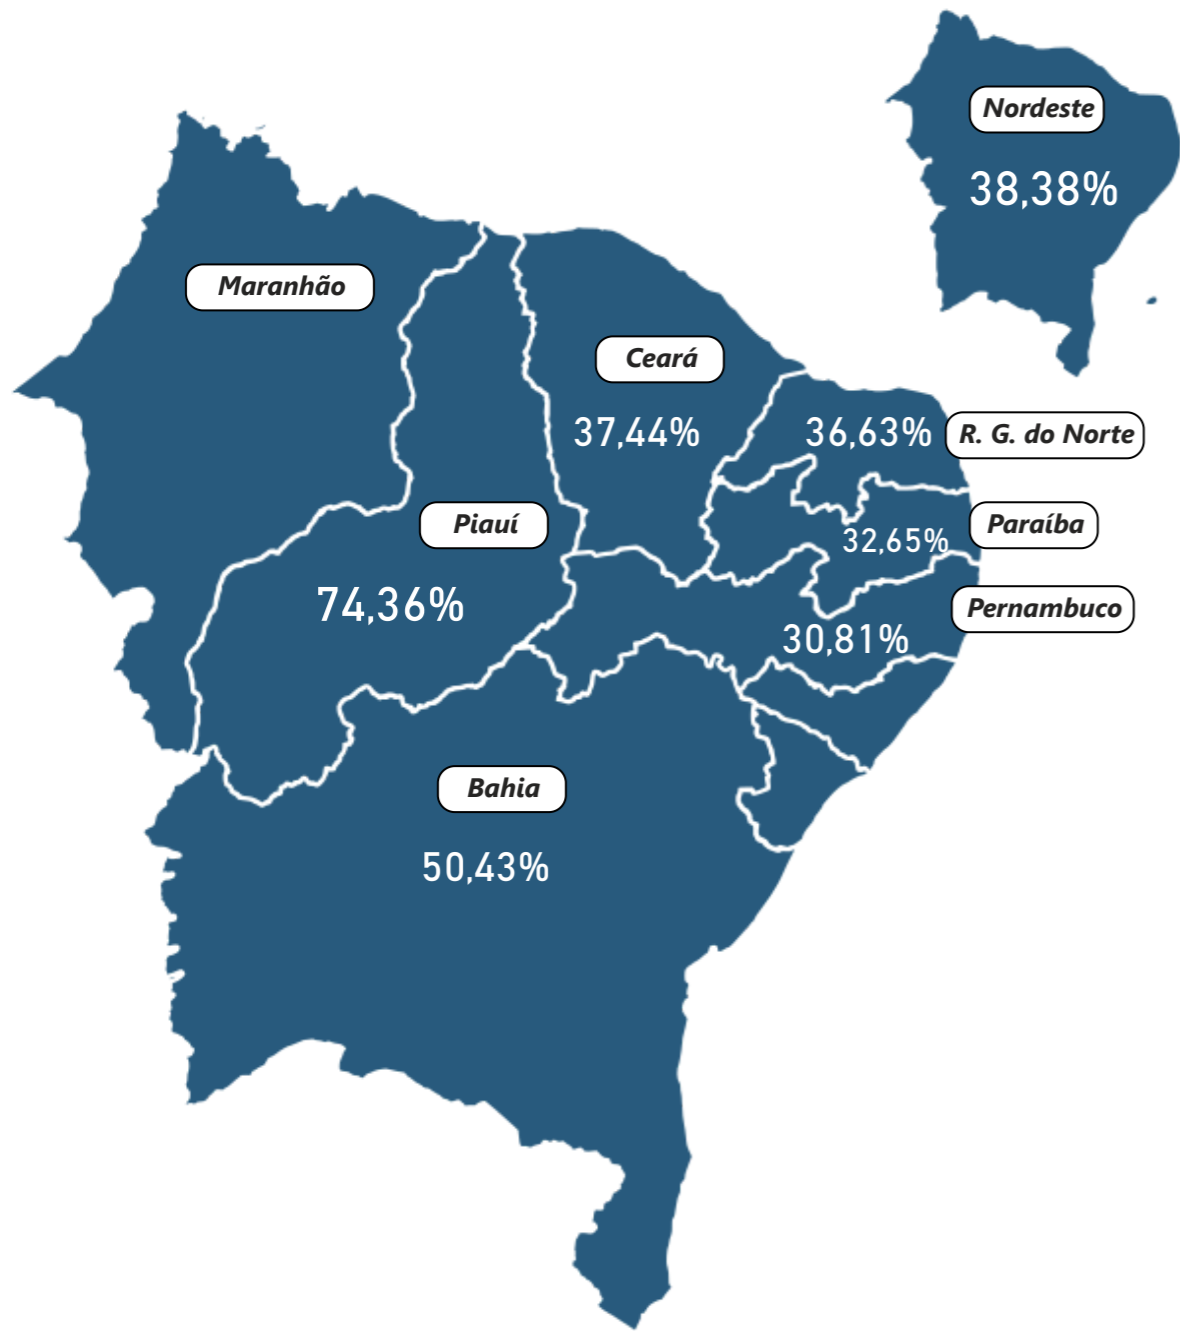 Nordeste
38,38%
Maranhão
Ceará
37,44%
36,63%
R. G. do Norte
Piauí
74,36%
Paraíba
32,65%
Pernambuco
30,81%
Bahia
50,43%